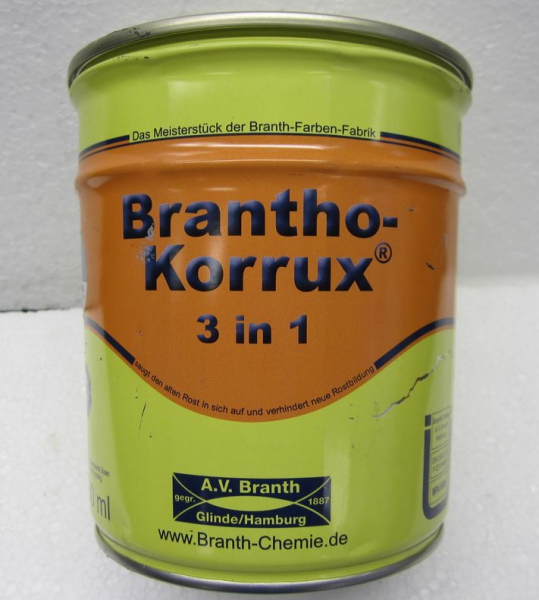 Das Meisterstück der Branth-Farben-Fabrik
Brantho-
Korrux®
3 in 1
saugt den alten Rost in sich auf und verhindert neue Rostbildung
A.V. Branth
gegr. 1887
Glinde/Hamburg
www.Branth-Chemie.de
ml